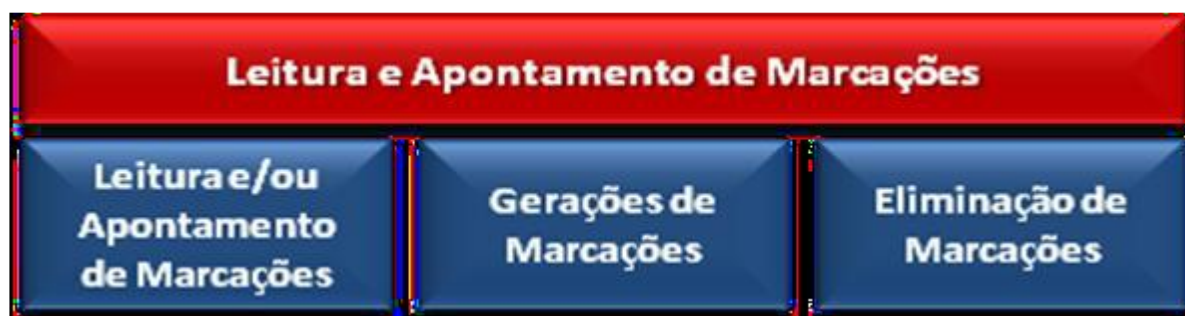 Leitura e Apontamento de Marcações
Leitura e/ou
Apontamento
de Marcações
Gerações de
Marcações
Eliminação de
Marcações